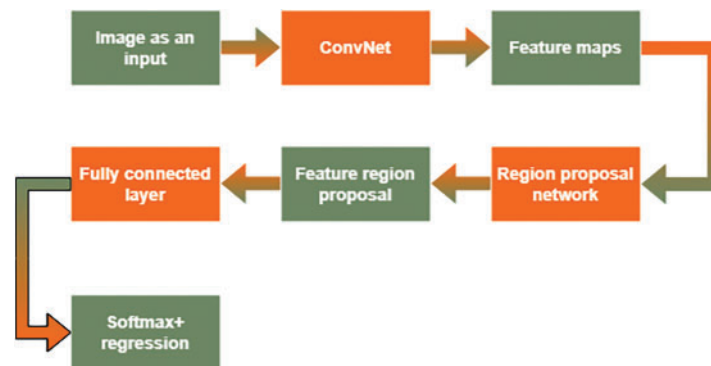 Image as an
input
ConvNet
Feature maps
Fully connected
layer
Feature region
proposal
Region proposal
network
Softmax+
regression